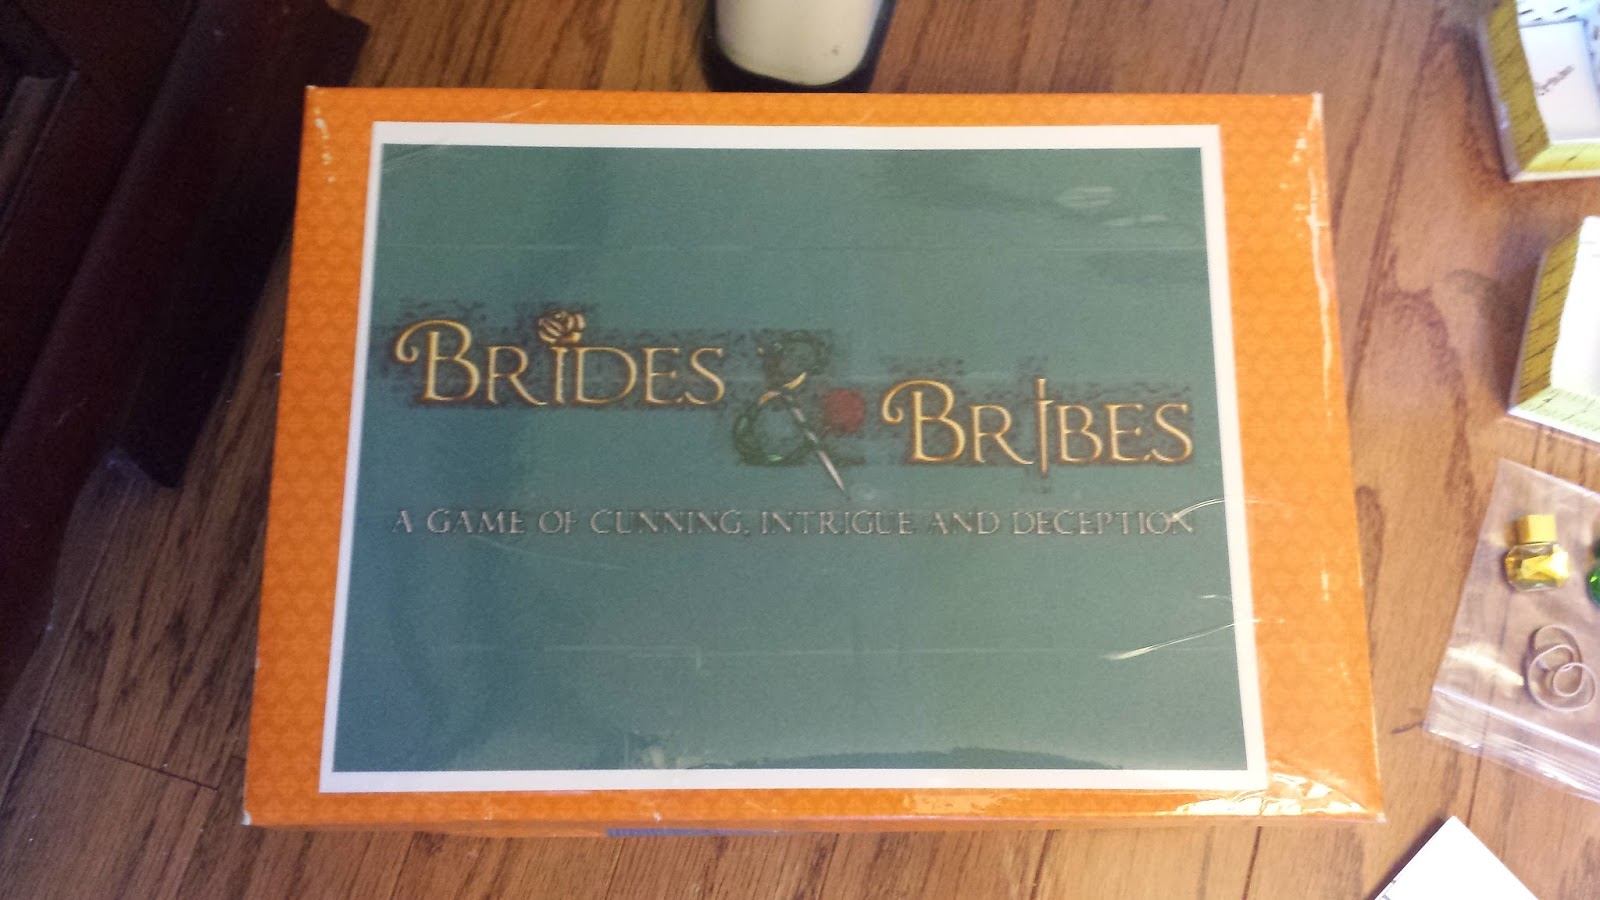 BRIDES & BRIBES
A GAME OF CUNNING, INTRIGUE AND DECEPTION